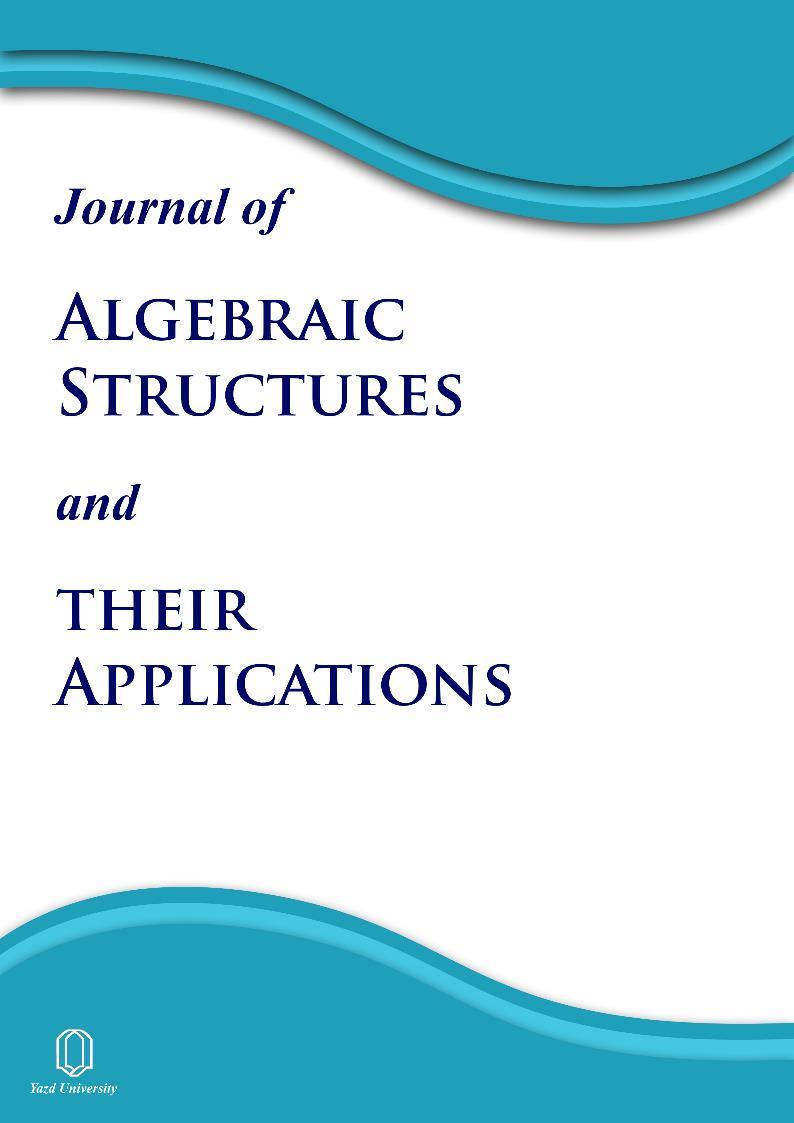 Journal of
ALGEBRAIC
STRUCTURES
and
THEIR
APPLICATIONS
Yazd University